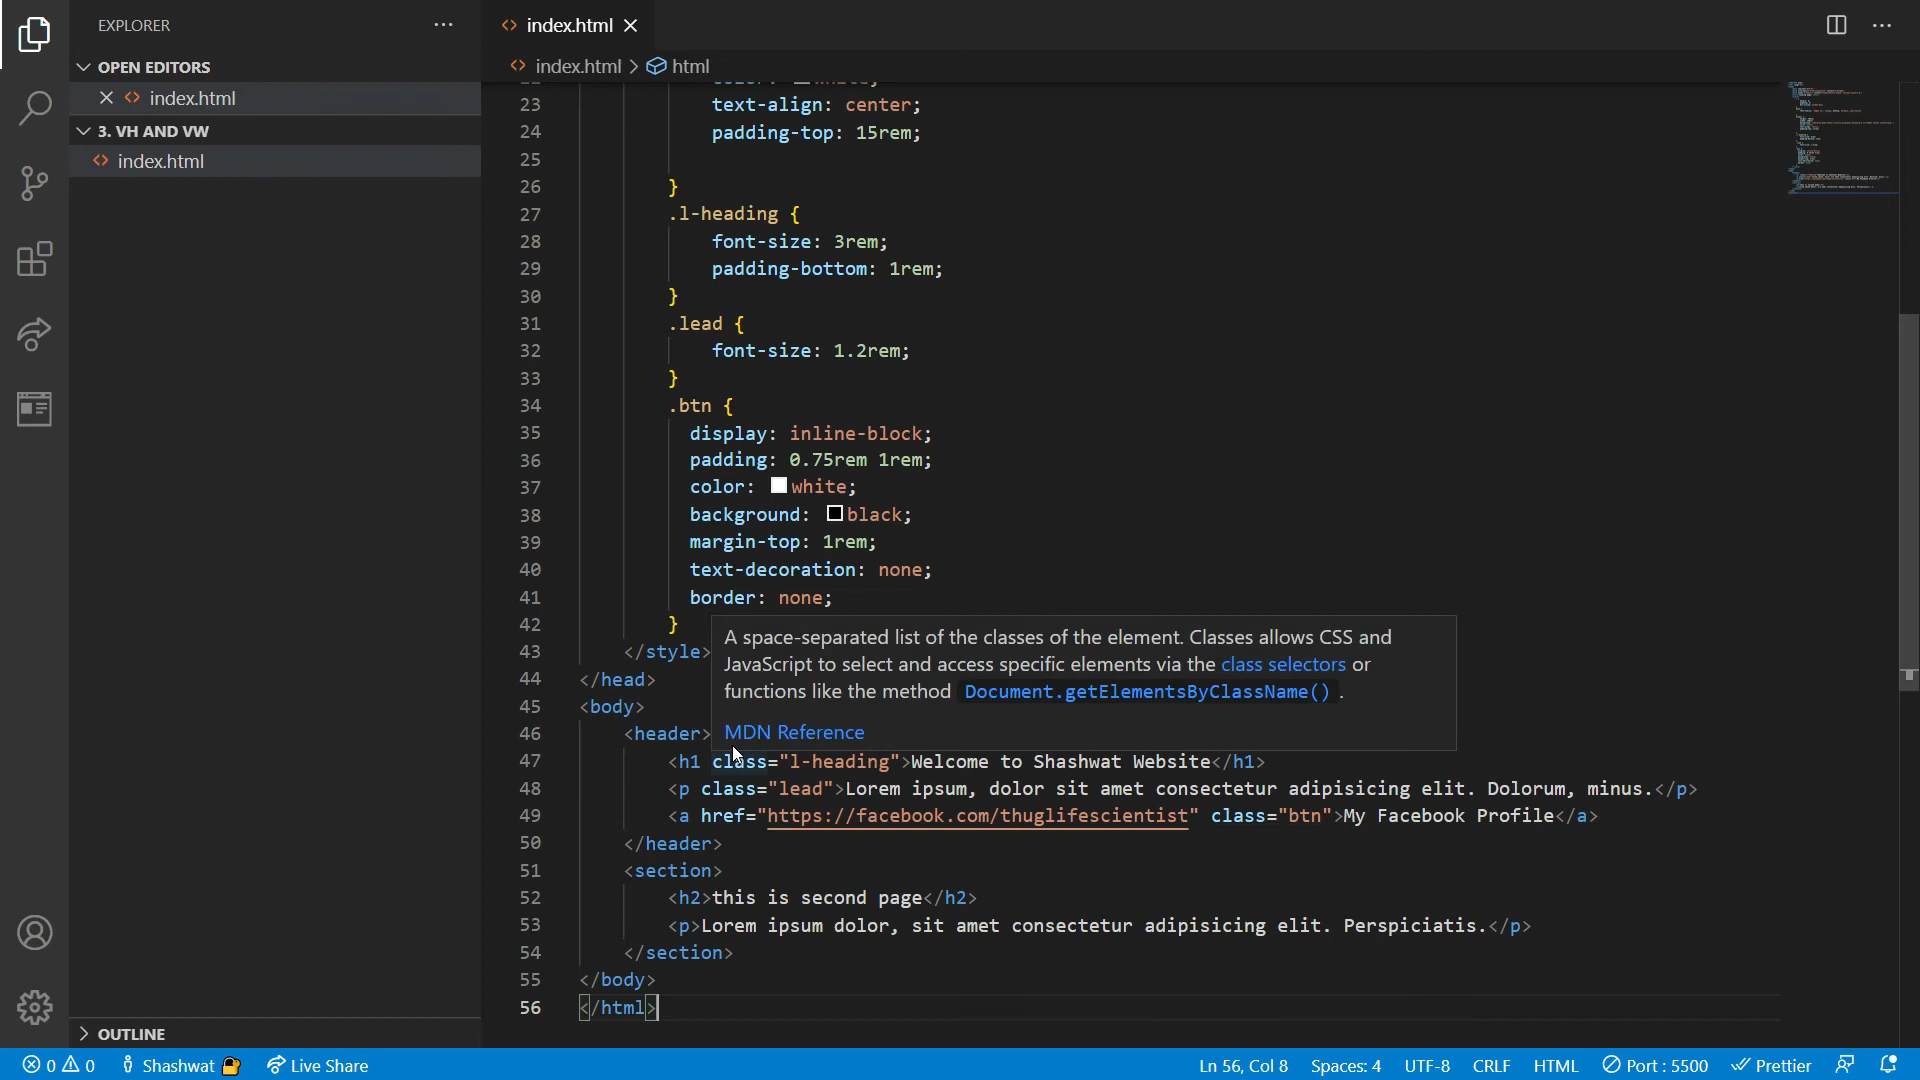 EXPLORER
OPEN EDITORS
index.html
3. VH AND VW
index.html
OUTLINE
index.html
index.html > html
23 text-align: center;
24 padding-top: 15rem;
25
26 }
27 .l-heading {
28 font-size: 3rem;
29 padding-bottom: 1rem;
30 }
31 .lead {
32 font-size: 1.2rem;
33 }
34 .btn {
35 display: inline-block;
36 padding: 0.75rem 1rem;
37 color: white;
38 background: black;
39 margin-top: 1rem;
40 text-decoration: none;
41 border: none;
42 }
43 </style>
44 </head>
45 <body>
46 <header>
A space-separated list of the classes of the element. Classes allows CSS and
JavaScript to select and access specific elements via the class selectors or
functions like the method Document.getElementsByClassName() .
MDN Reference
47 <h1 class="l-heading">Welcome to Shashwat Website</h1>
48 <p class="lead">Lorem ipsum, dolor sit amet consectetur adipisicing elit. Dolorum, minus.</p>
49 <a href="https://facebook.com/thuglifescientist" class="btn">My Facebook Profile</a>
50 </header>
51 <section>
52 <h2>this is second page</h2>
53 <p>Lorem ipsum dolor, sit amet consectetur adipisicing elit. Perspiciatis.</p>
54 </section>
55 </body>
56 </html>
0 0 Shashwat Live Share Ln 56, Col 8 Spaces: 4 UTF-8 CRLF HTML Port : 5500 Prettier